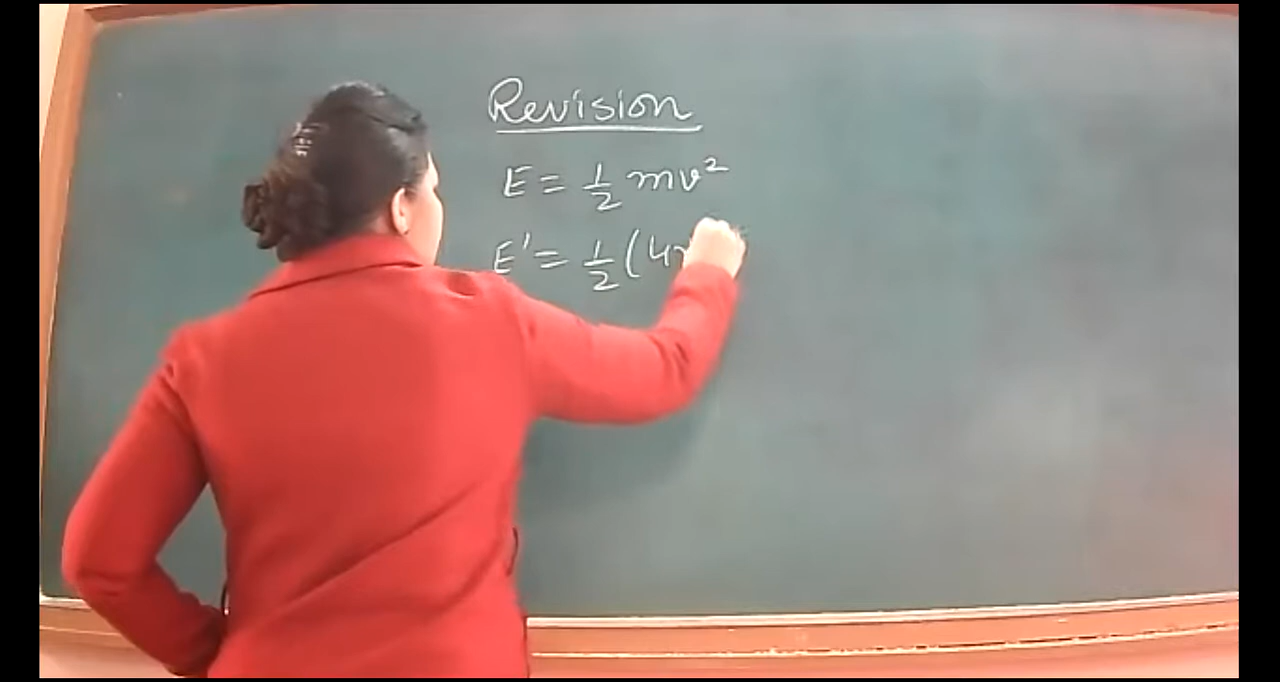 Revision
E = 1/2 mv²
E' = 1/2 (4